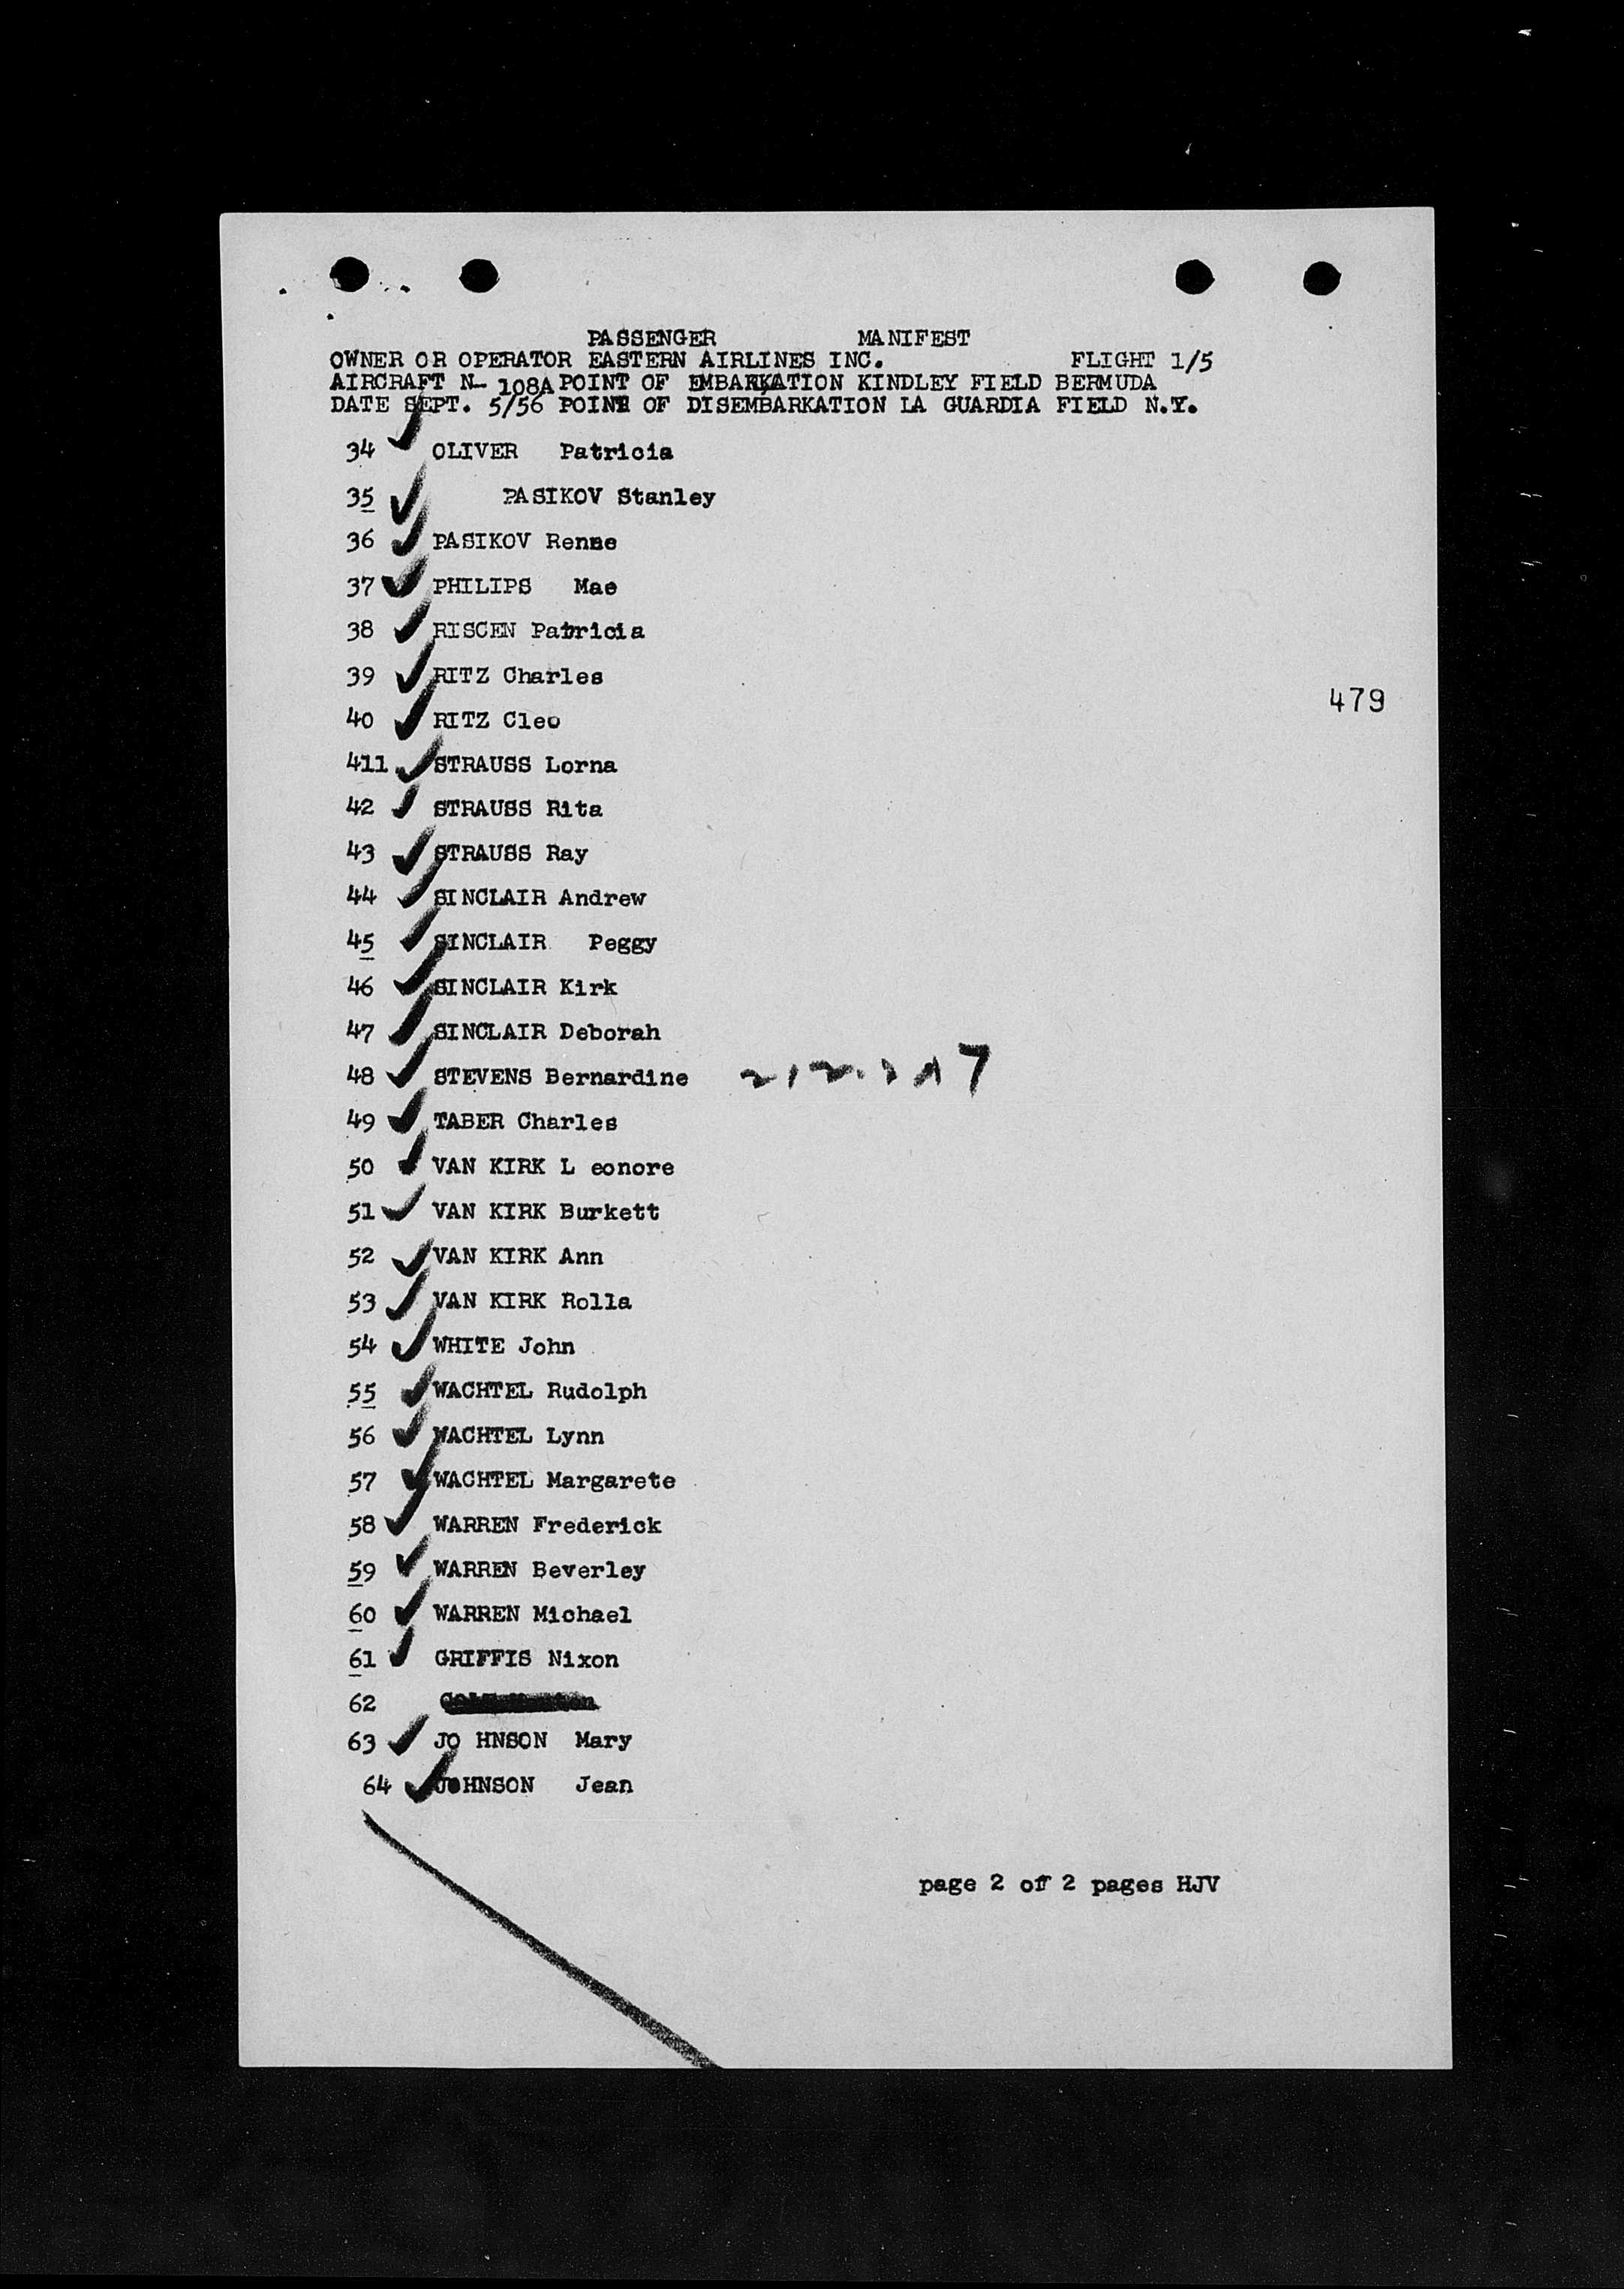 PASSENGER MANIFEST
OWNER OR OPERATOR EASTERN AIRLINES INC. FLIGHT 1/5
AIRCRAFT N- 108A POINT OF EMBARKATION KINDLEY FIELD BERMUDA
DATE SEPT. 5/56 POINT OF DISEMBARKATION LA GUARDIA FIELD N.Y.
34 OLIVER Patricia
35 PASIKOV Stanley
36 PASIKOV Renne
37 PHILIPS Mae
38 RISCEN Patricia
39 RITZ Charles
479
40 RITZ Cleo
411 STRAUSS Lorna
42 STRAUSS Rita
43 STRAUSS Ray
44 SINCLAIR Andrew
45 SINCLAIR Peggy
46 SINCLAIR Kirk
47 SINCLAIR Deborah
48 STEVENS Bernardine
49 TABER Charles
50 VAN KIRK L eonore
51 VAN KIRK Burkett
52 VAN KIRK Ann
53 VAN KIRK Rolla
54 WHITE John
55 WACHTEL Rudolph
56 WACHTEL Lynn
57 WACHTEL Margarete
58 WARREN Frederick
59 WARREN Beverley
60 WARREN Michael
61 GRIFFIS Nixon
62
63 JO HNSON Mary
64 JOHNSON Jean
page 2 of 2 pages HJV